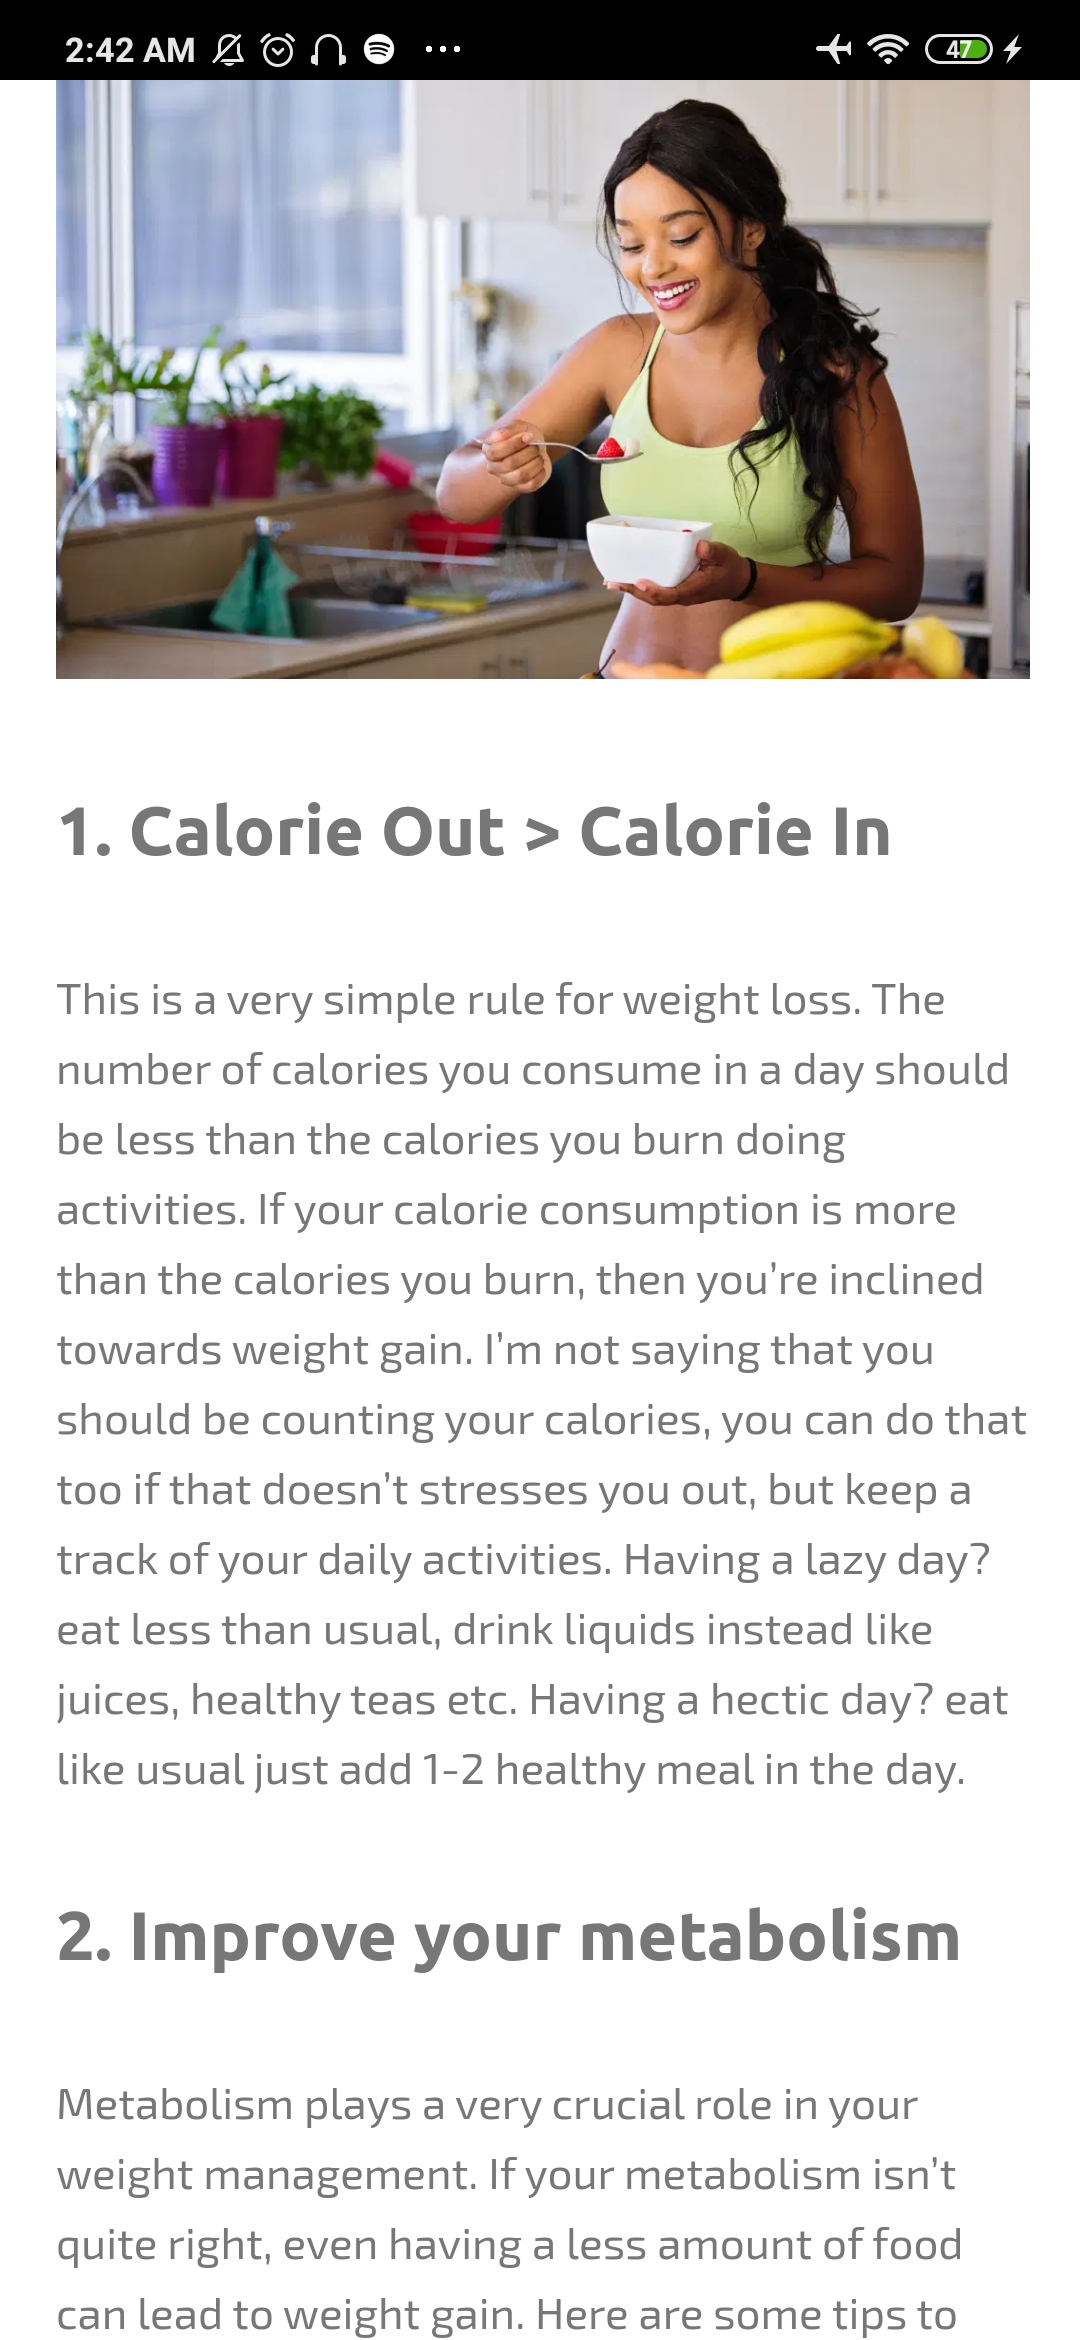 2:42 AM
47
1. Calorie Out > Calorie In
This is a very simple rule for weight loss. The
number of calories you consume in a day should
be less than the calories you burn doing
activities. If your calorie consumption is more
than the calories you burn, then you’re inclined
towards weight gain. I’m not saying that you
should be counting your calories, you can do that
too if that doesn’t stresses you out, but keep a
track of your daily activities. Having a lazy day?
eat less than usual, drink liquids instead like
juices, healthy teas etc. Having a hectic day? eat
like usual just add 1-2 healthy meal in the day.
2. Improve your metabolism
Metabolism plays a very crucial role in your
weight management. If your metabolism isn’t
quite right, even having a less amount of food
can lead to weight gain. Here are some tips to